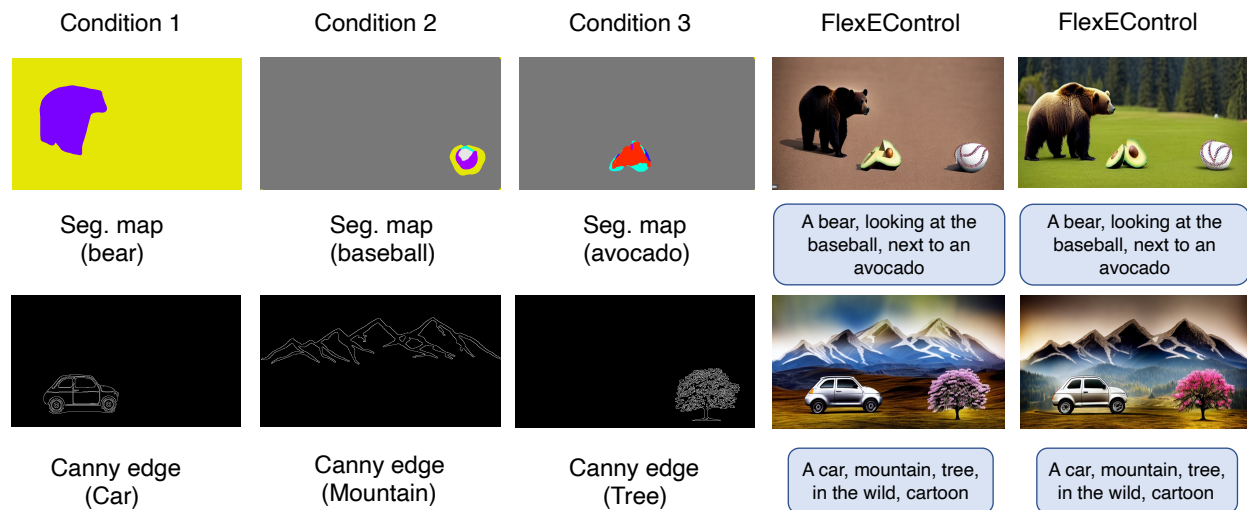 Condition 1
Condition 2
Condition 3
FlexEControl
FlexEControl
Seg. map
(bear)
Seg. map
(baseball)
Seg. map
(avocado)
A bear, looking at the
baseball, next to an
avocado
A bear, looking at the
baseball, next to an
avocado
Canny edge
(Car)
Canny edge
(Mountain)
Canny edge
(Tree)
A car, mountain, tree,
in the wild, cartoon
A car, mountain, tree,
in the wild, cartoon